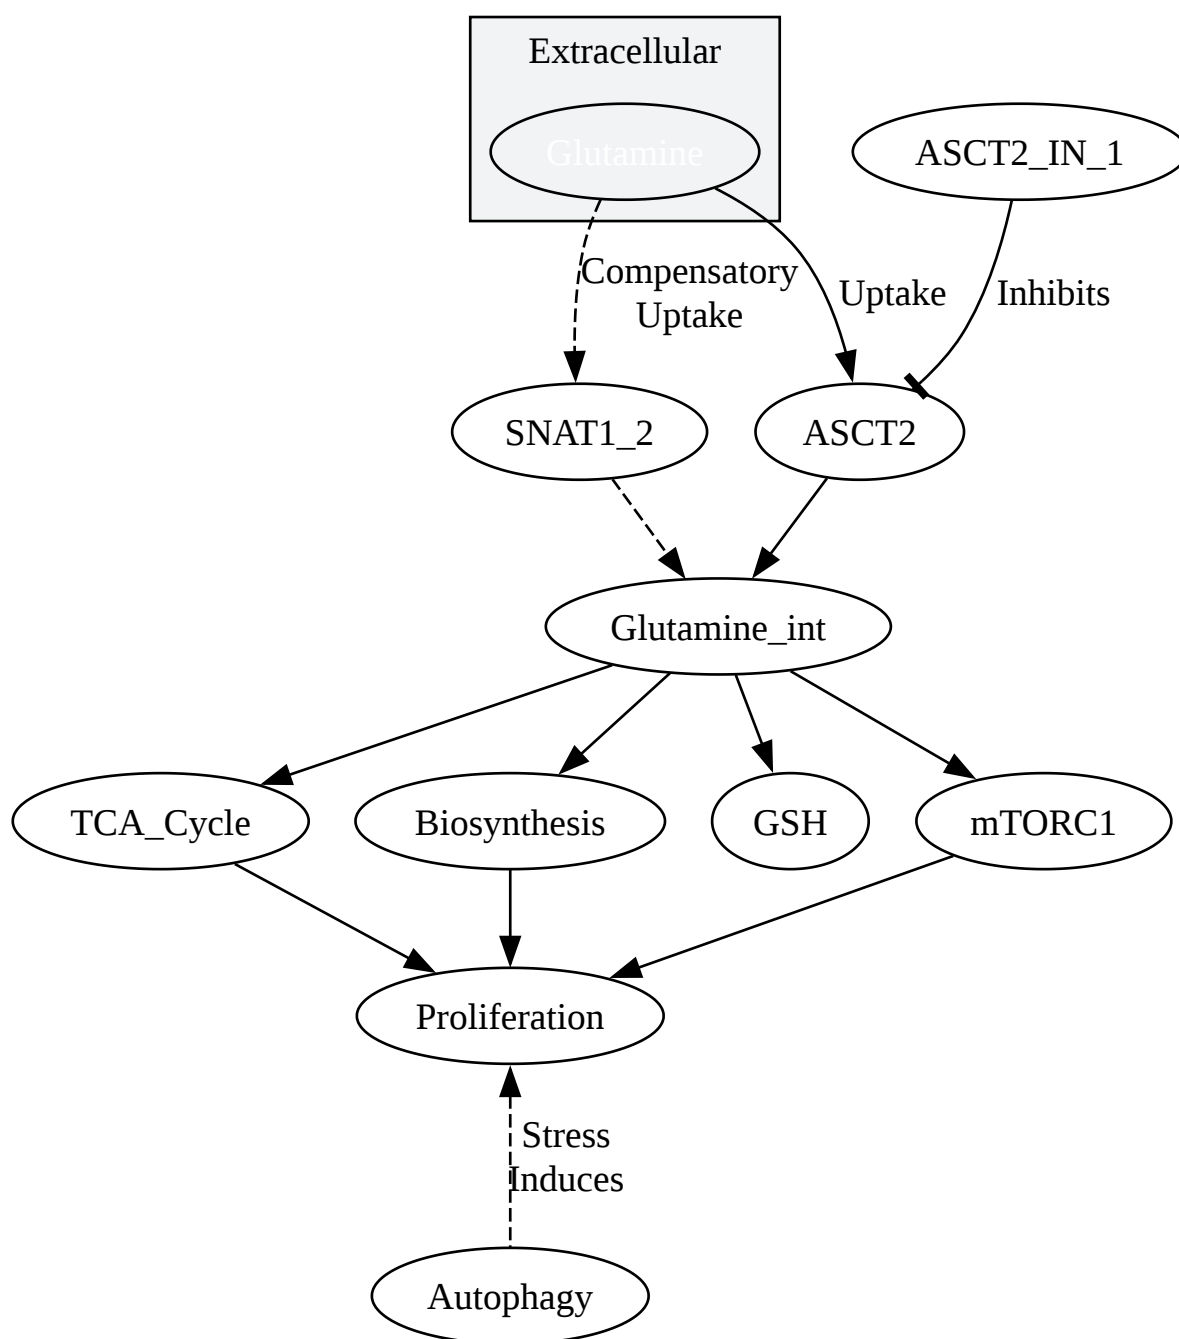 Extracellular
Glutamine
ASCT2_IN_1
Compensatory
Uptake
Uptake
Inhibits
SNAT1_2
ASCT2
Glutamine_int
TCA_Cycle
Biosynthesis
GSH
mTORC1
Proliferation
Stress
Induces
Autophagy